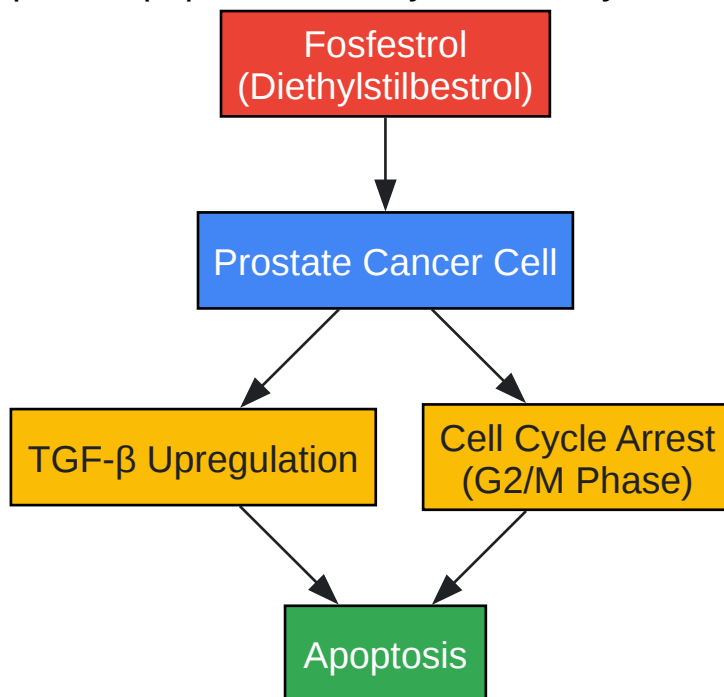 Fosfestrol
(Diethylstilbestrol)
Prostate Cancer Cell
TGF-β Upregulation
Cell Cycle Arrest
(G2/M Phase)
Apoptosis